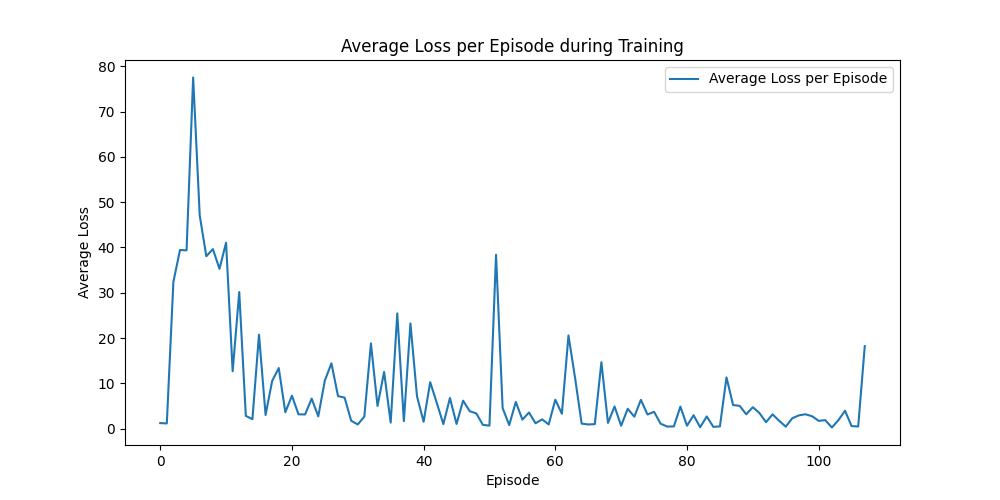 Average Loss per Episode during Training
Average Loss per Episode
80
70
60
50
40
30
20
10
0
Average Loss
0 20 40 60 80 100
Episode